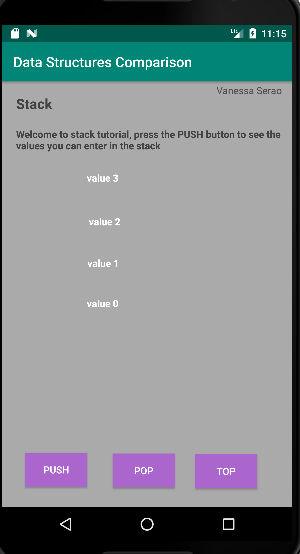 11:15
Data Structures Comparison
Vanessa Serao
Stack
Welcome to stack tutorial, press the PUSH button to see the
values you can enter in the stack
value 3
value 2
value 1
value 0
PUSH
POP
TOP